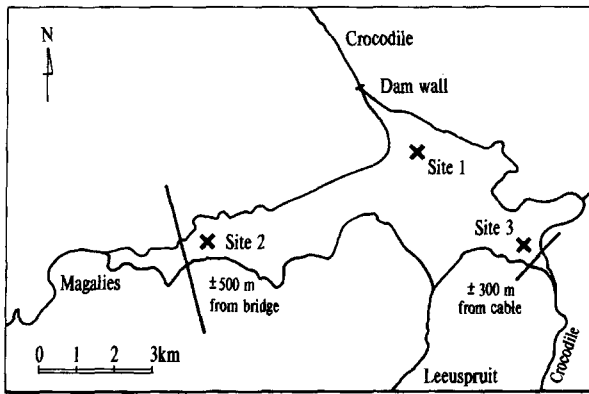 N
Crocodile
Dam wall
Site 1
Site 2
Site 3
Magalies
±500 m
from bridge
±300 m
from cable
0 1 2 3km
Leeuspruit
Crocodile